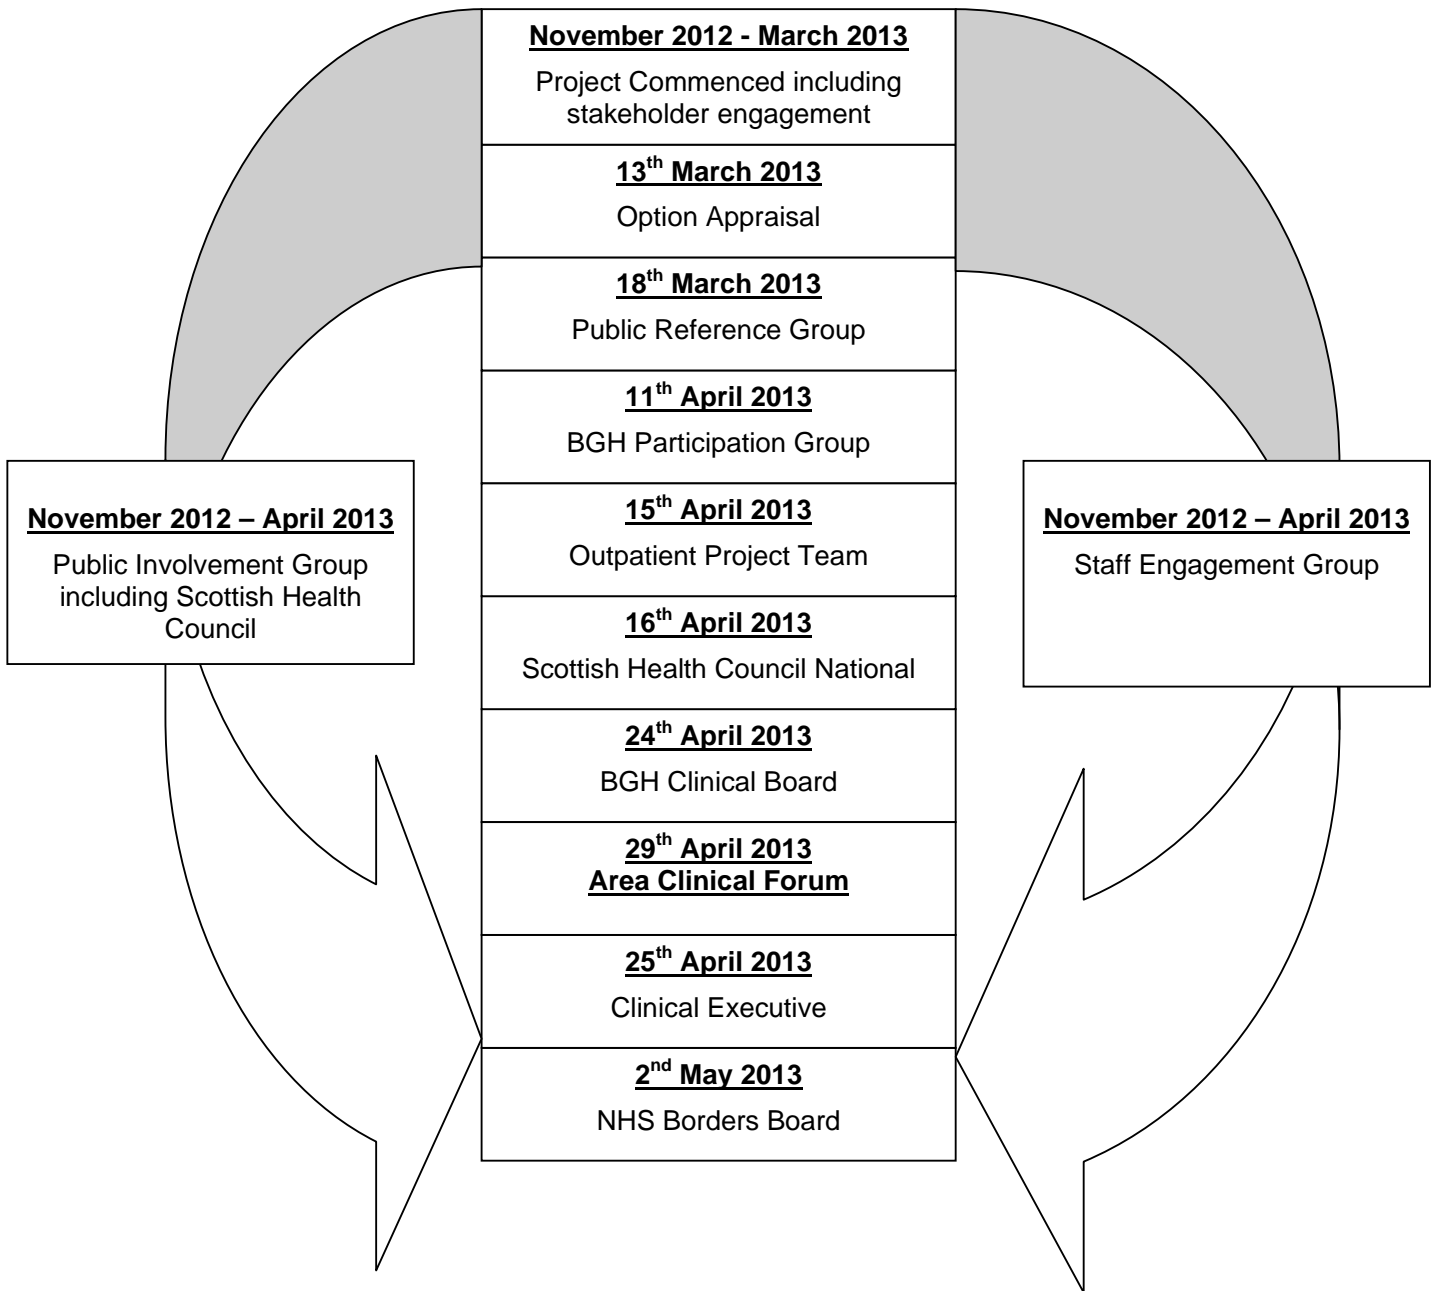 November 2012 - March 2013
Project Commenced including
stakeholder engagement
13th March 2013
Option Appraisal
18th March 2013
Public Reference Group
11th April 2013
BGH Participation Group
15th April 2013
Outpatient Project Team
16th April 2013
Scottish Health Council National
24th April 2013
BGH Clinical Board
29th April 2013
Area Clinical Forum
25th April 2013
Clinical Executive
2nd May 2013
NHS Borders Board
November 2012 – April 2013
Public Involvement Group
including Scottish Health
Council
November 2012 – April 2013
Staff Engagement Group